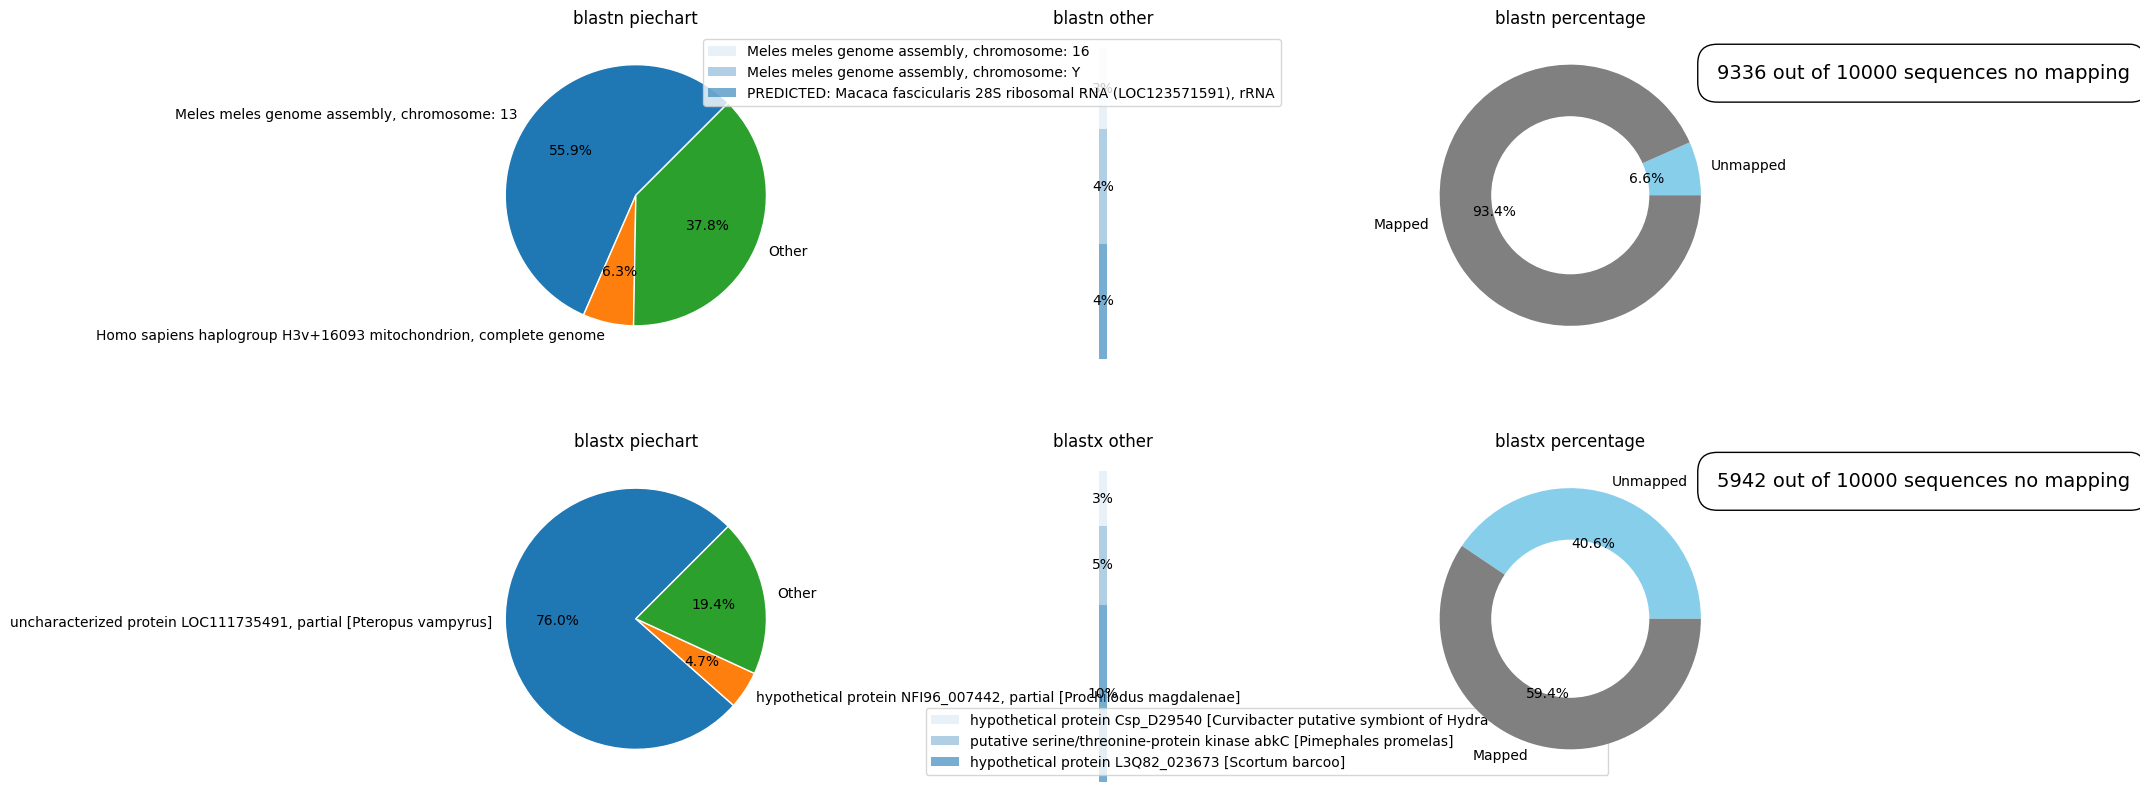 blastn piechart
blastn other
blastn percentage
Meles meles genome assembly, chromosome: 16
Meles meles genome assembly, chromosome: Y
PREDICTED: Macaca fascicularis 28S ribosomal RNA (LOC123571591), rRNA
9336 out of 10000 sequences no mapping
Meles meles genome assembly, chromosome: 13
55.9%
37.8%
Other
6.3%
Homo sapiens haplogroup H3v+16093 mitochondrion, complete genome
4%
4%
Unmapped
6.6%
93.4%
Mapped
blastx piechart
blastx other
blastx percentage
uncharacterized protein LOC111735491, partial [Pteropus vampyrus]
76.0%
19.4%
Other
4.7%
hypothetical protein NFI96_007442, partial [Prochilodus magdalenae]
3%
5%
10%
hypothetical protein Csp_D29540 [Curvibacter putative symbiont of Hydra
putative serine/threonine-protein kinase abkC [Pimephales promelas]
hypothetical protein L3Q82_023673 [Scortum barcoo]
Unmapped
5942 out of 10000 sequences no mapping
40.6%
59.4%
Mapped